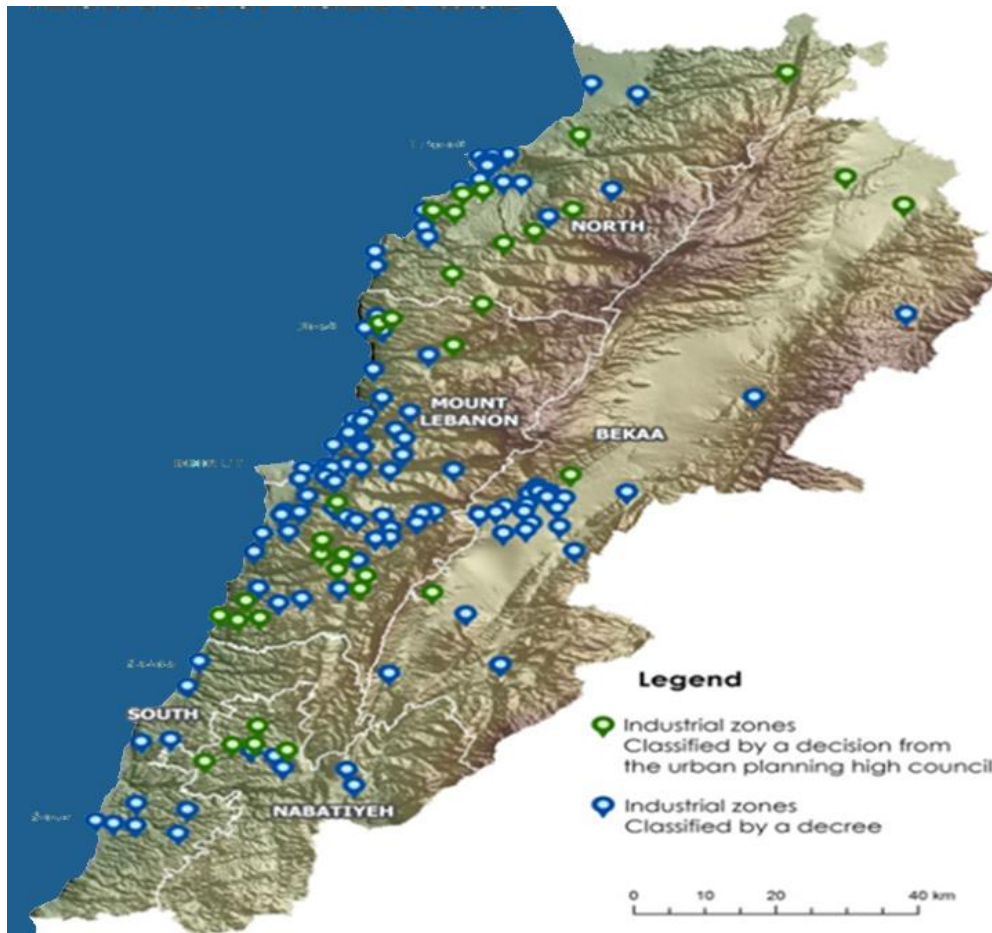 NORTH
MOUNT
LEBANON
BEKAA
SOUTH
NABATIYEH
Legend
Industrial zones
Classified by a decision from
the urban planning high council
Industrial zones
Classified by a decree
0 10 20 40 km